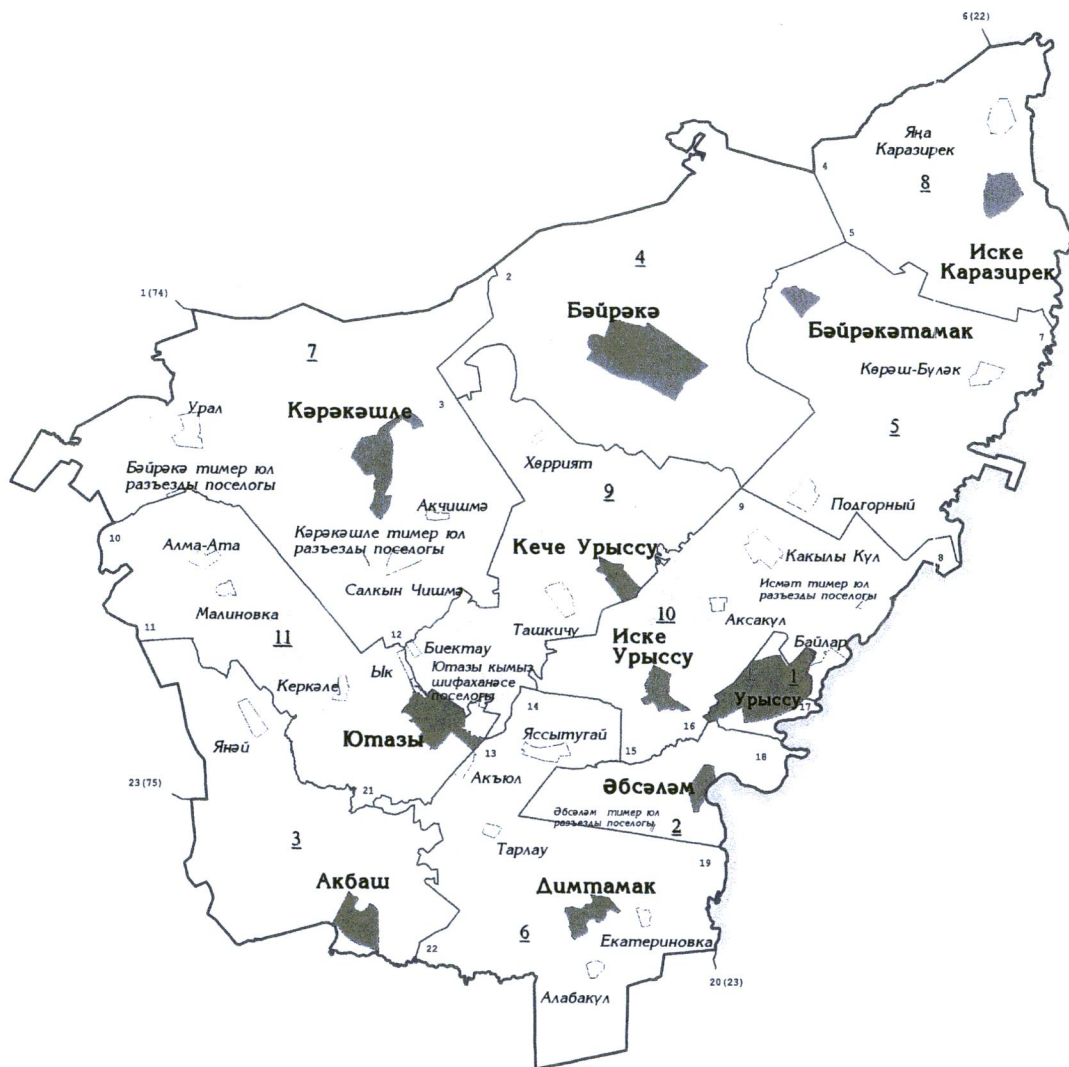 6 (22)
Яңа
Каразирек
4
8
5
Иске
Каразирек
2
4
1 (74)
Бәйрәкә
Бәйрәкәтамак
7
7
Көрәш-Бүләк
3
Кәрәкәшле
Урал
5
Хөррият
9
Бәйрәкә тимер юл
разъезды поселогы
Акчишмә
9
Подгорный
10
Кәрәкәшле тимер юл
разъезды поселогы
Кече Урыссу
Какылы Күл
8
Алма-Ата
Исмәт тимер юл
разъезды поселогы
Салкын Чишмә
Малиновка
10
Аксакүл
11
11
12
Ташкичү
Иске
Урыссу
Байлар
Биектау
Ык
Ютазы кымыз
шифаханәсе
поселогы
1
Урыссу
Керкәле
17
14
16
Янәй
Ютазы
13
Яссытугай
15
18
Акъюл
Әбсәләм
23 (75)
21
Әбсәләм тимер юл
разъезды поселогы
2
3
Тарлау
19
Акбаш
Димтамак
6
22
Екатериновка
20 (23)
Алабакүл